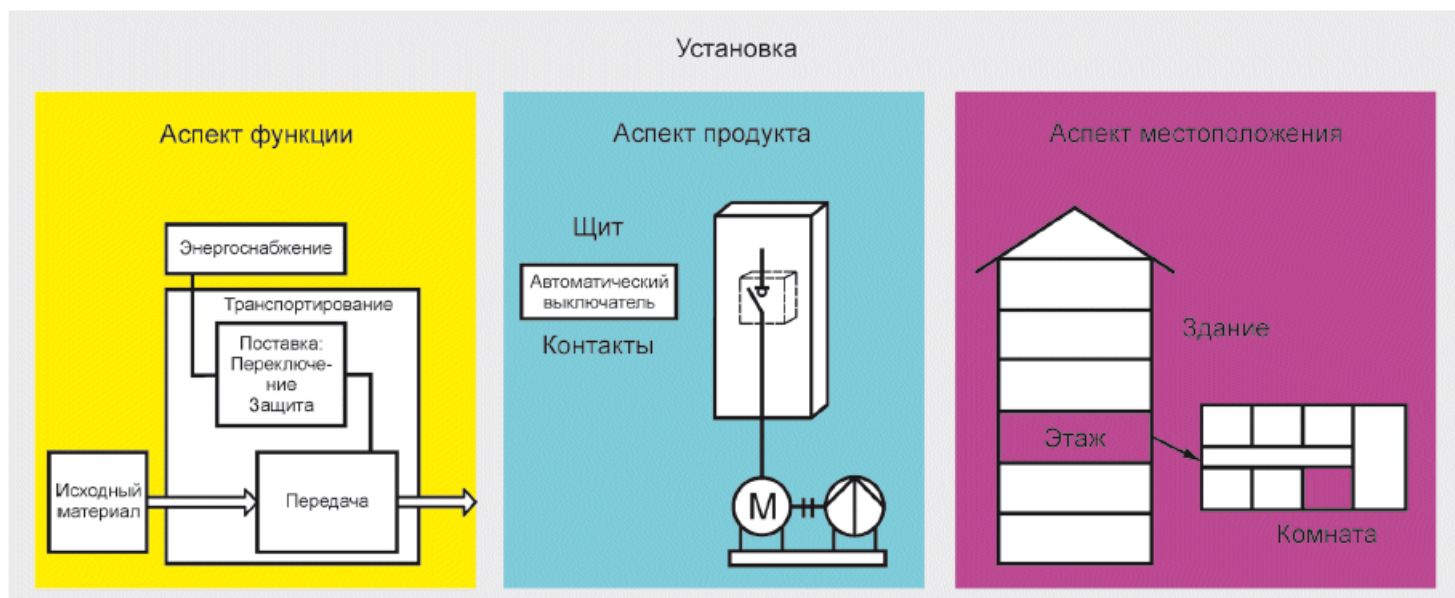 Установка
Аспект функции
Энергоснабжение
Транспортирование
Поставка:
Переключе-
ние
Защита
Исходный
материал
Передача
Аспект продукта
Щит
Автоматический
выключатель
Контакты
M
Аспект местоположения
Здание
Этаж
Комната